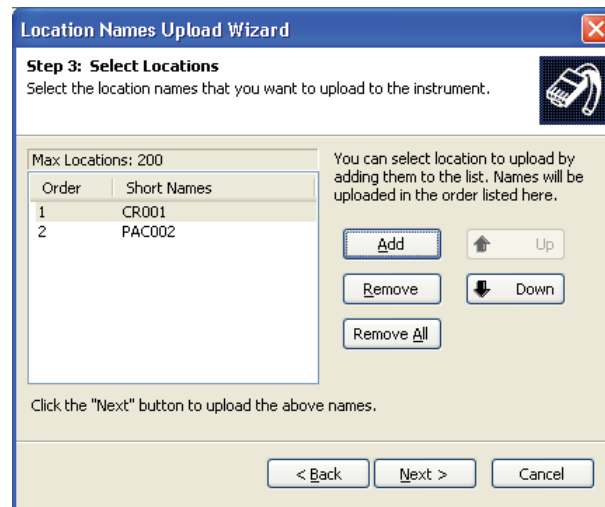 Location Names Upload Wizard
Step 3: Select Locations
Select the location names that you want to upload to the instrument.
Max Locations: 200
Order Short Names
1 CR001
2 PAC002
You can select location to upload by
adding them to the list. Names will be
uploaded in the order listed here.
Add
Up
Remove
Down
Remove All
Click the "Next" button to upload the above names.
< Back
Next >
Cancel